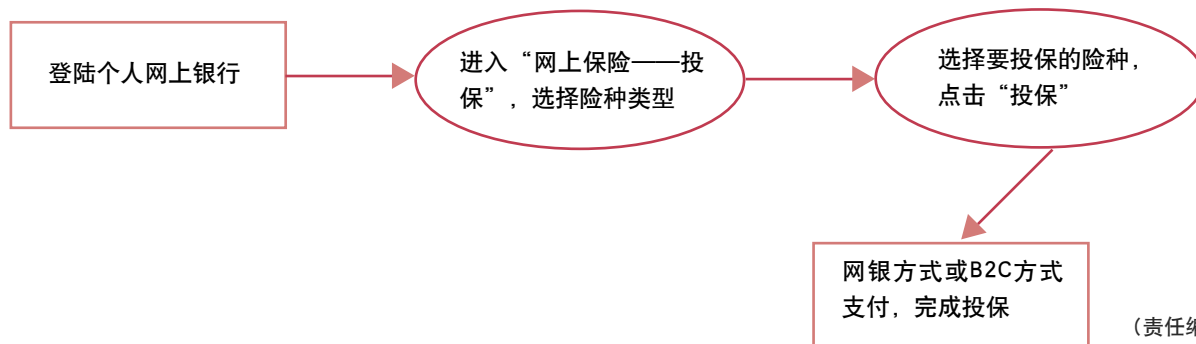 登陆个人网上银行
进入“网上保险——投
保”，选择险种类型
选择要投保的险种，
点击“投保”
网银方式或B2C方式
支付，完成投保
（责任编